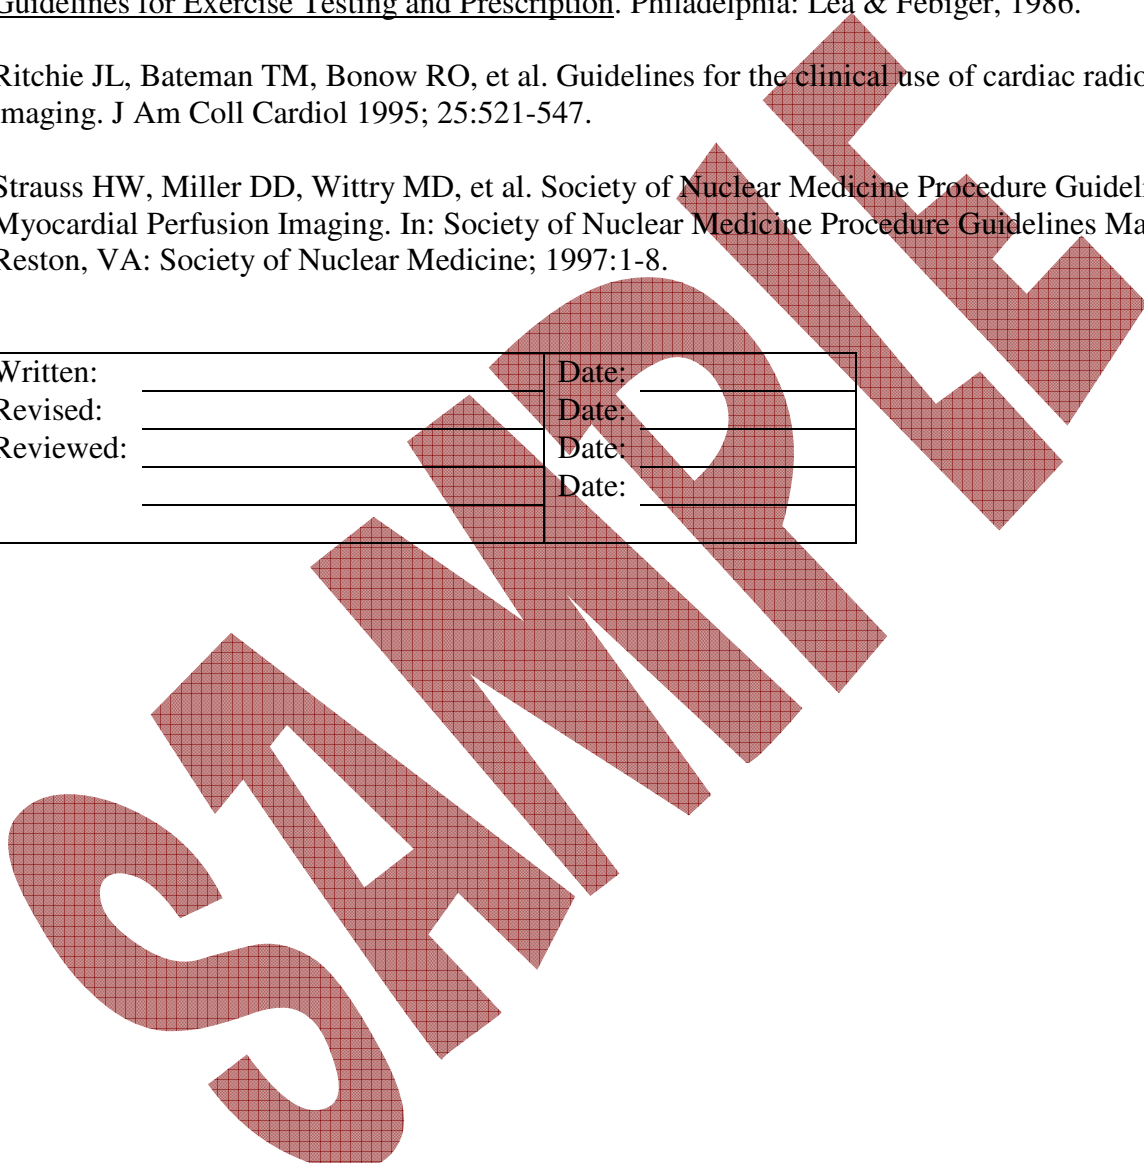 Guidelines for Exercise Testing and Prescription. Philadelphia: Lea & Febiger, 1986.
Ritchie JL, Bateman TM, Bonow RO, et al. Guidelines for the clinical use of cardiac radio
imaging. J Am Coll Cardiol 1995; 25:521-547.
Strauss HW, Miller DD, Wittry MD, et al. Society of Nuclear Medicine Procedure Guideli
Myocardial Perfusion Imaging. In: Society of Nuclear Medicine Procedure Guidelines Ma
Reston, VA: Society of Nuclear Medicine; 1997:1-8.
Written: Date:
Revised: Date:
Reviewed: Date:
Date:
SAMPLE